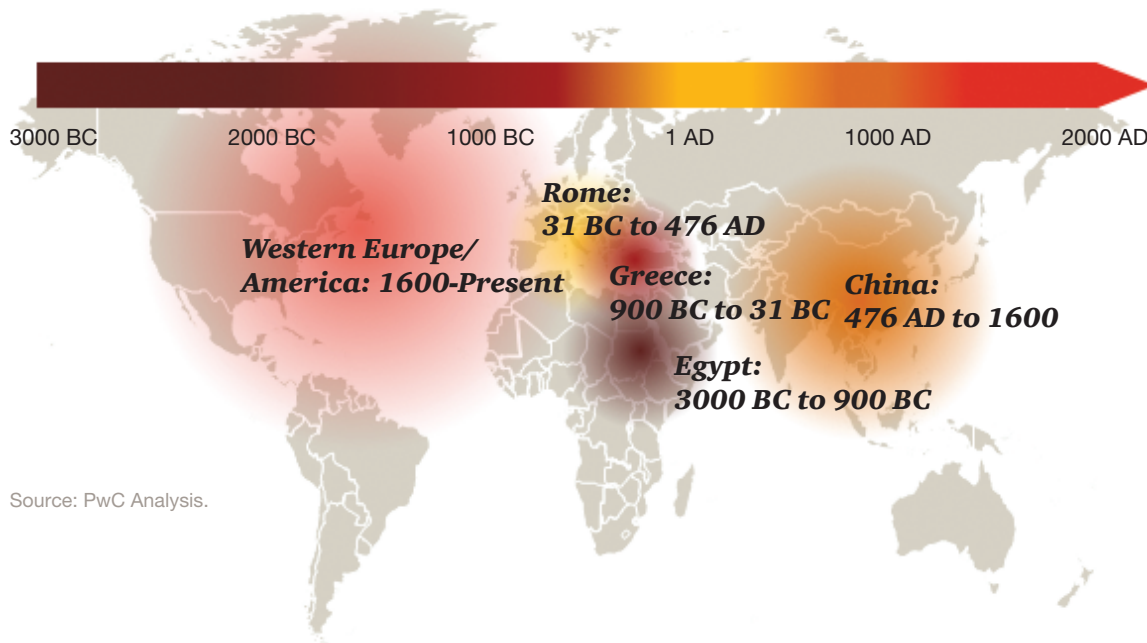 3000 BC 2000 BC 1000 BC 1 AD 1000 AD 2000 AD
Rome:
31 BC to 476 AD
Western Europe/
America: 1600-Present
Greece:
900 BC to 31 BC
China:
476 AD to 1600
Egypt:
3000 BC to 900 BC
Source: PwC Analysis.